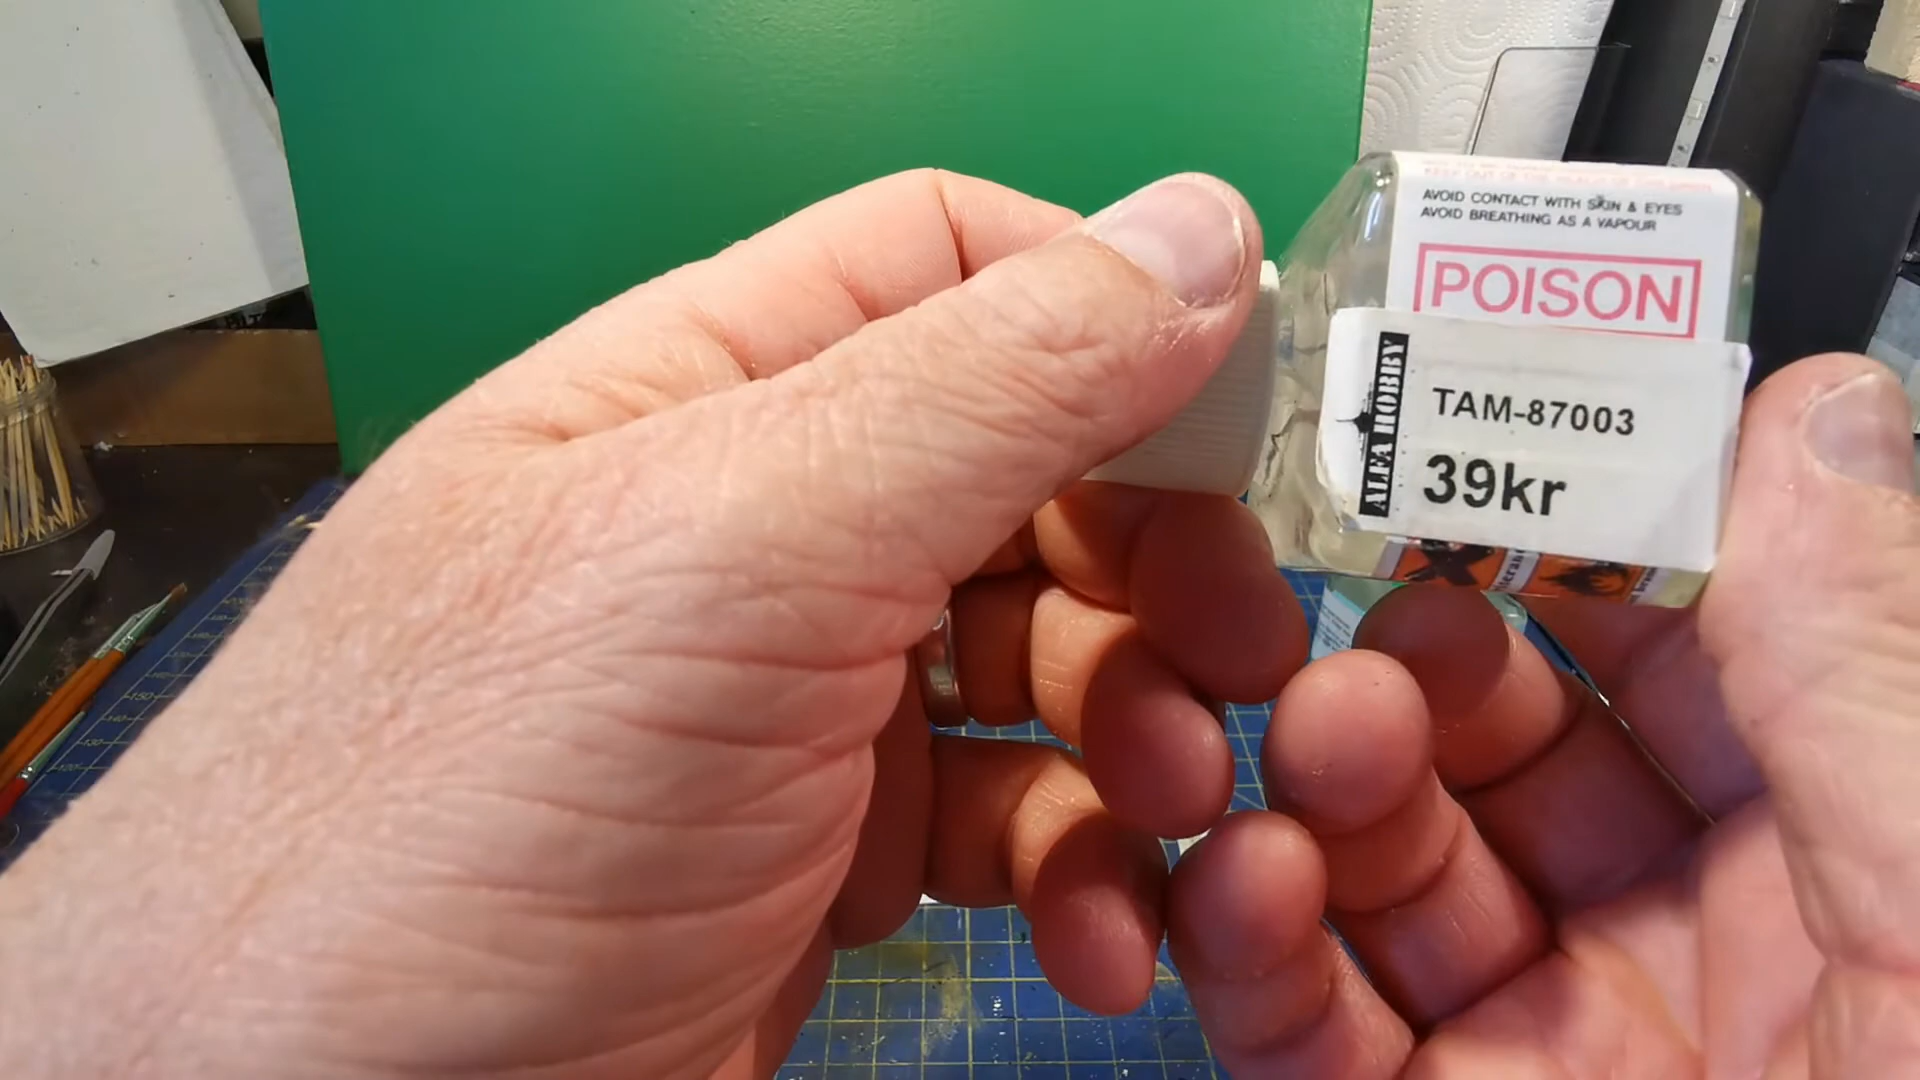 AVOID CONTACT WITH SKIN & EYES
AVOID BREATHING AS A VAPOUR
POISON
ALFA HOBBY
TAM-87003
39kr